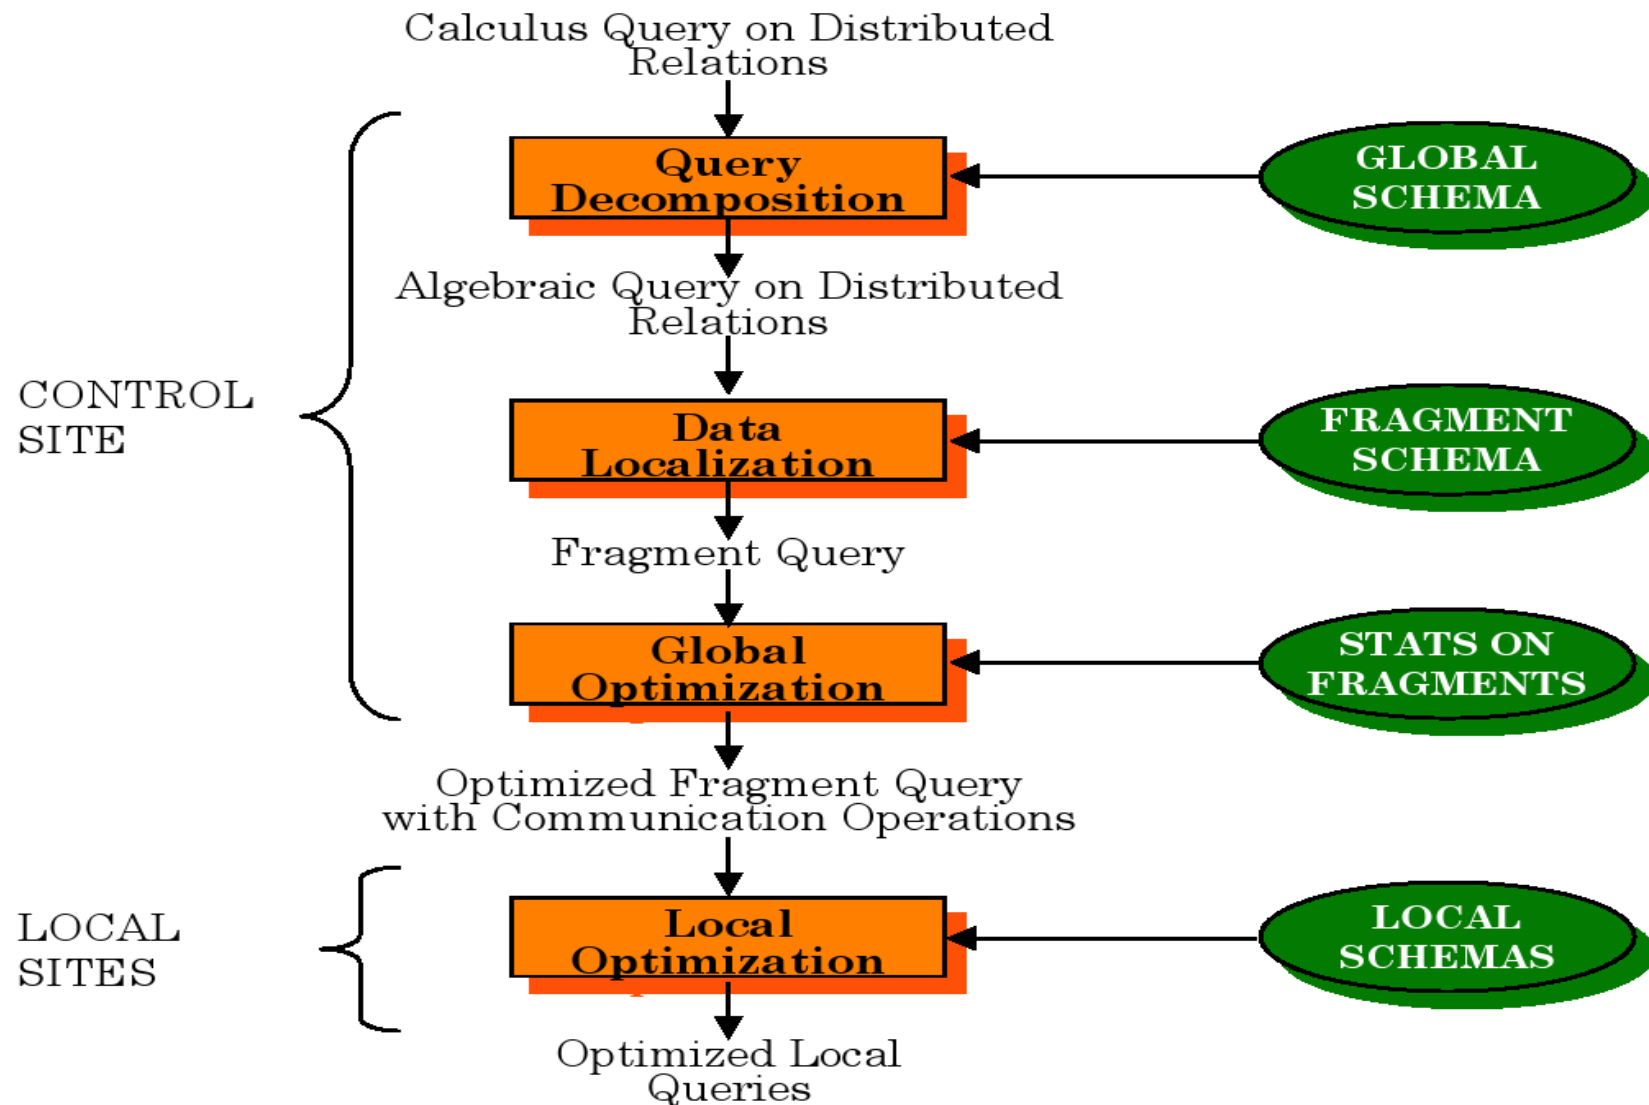 Calculus Query on Distributed
Relations
Query
Decomposition
GLOBAL
SCHEMA
Algebraic Query on Distributed
Relations
CONTROL
SITE
Data
Localization
FRAGMENT
SCHEMA
Fragment Query
Global
Optimization
STATS ON
FRAGMENTS
Optimized Fragment Query
with Communication Operations
LOCAL
SITES
Local
Optimization
LOCAL
SCHEMAS
Optimized Local
Queries